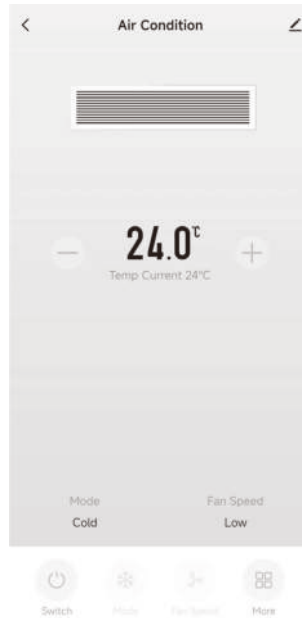 Air Condition
24.0℃
Temp Current 24°C
Mode Fan Speed
Cold Low
Switch Mode Fan Speed More